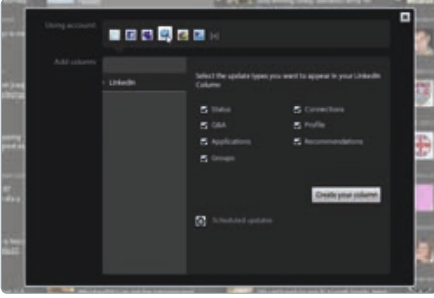 Using account:
[+]
Add column:
LinkedIn
Select the update types you want to appear in your LinkedIn
Column
Status
Connections
Q&A
Profile
Applications
Recommendations
Groups
Create your column
Scheduled updates